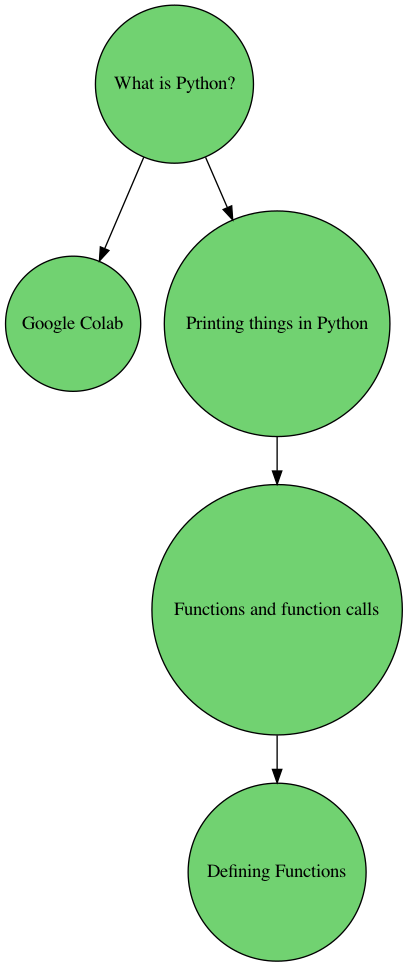 What is Python?
Google Colab
Printing things in Python
Functions and function calls
Defining Functions